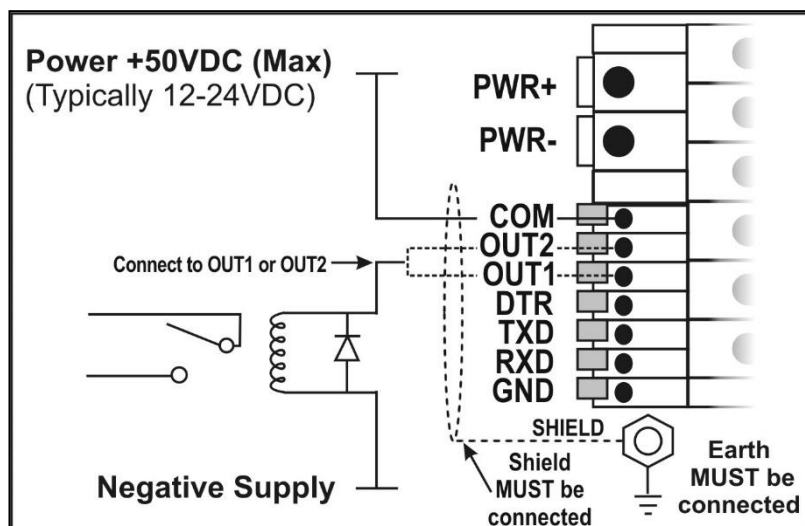 Power +50VDC (Max)
(Typically 12-24VDC)
PWR+
PWR-
COM
OUT2
Connect to OUT1 or OUT2
OUT1
DTR
TXD
RXD
GND
SHIELD
Negative Supply
Shield
MUST be
connected
Earth
MUST be
connected